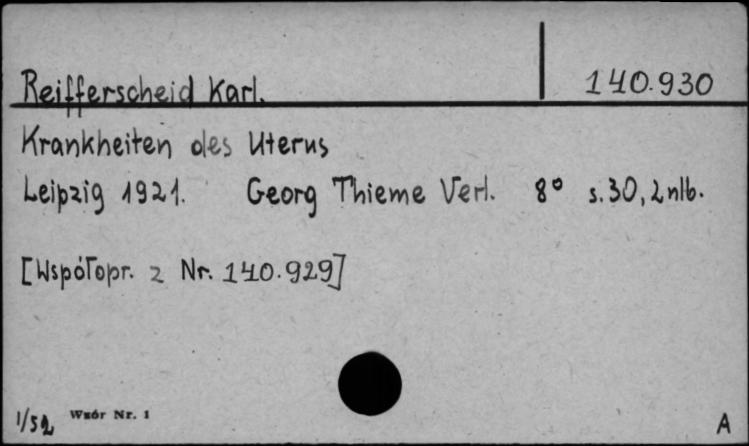 Reifferscheid Karl.
140.930
Krankheiten des Uterus
Leipzig 1921. Georg Thieme Verl. 8° s.30, 2 nlb.
[Współopr. z Nr. 140.929]
1/52 Wzór Nr. 1
A